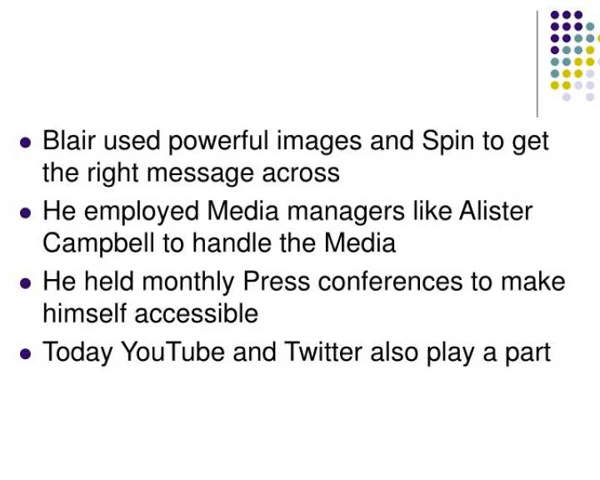 Blair used powerful images and Spin to get
the right message across
He employed Media managers like Alister
Campbell to handle the Media
He held monthly Press conferences to make
himself accessible
Today YouTube and Twitter also play a part